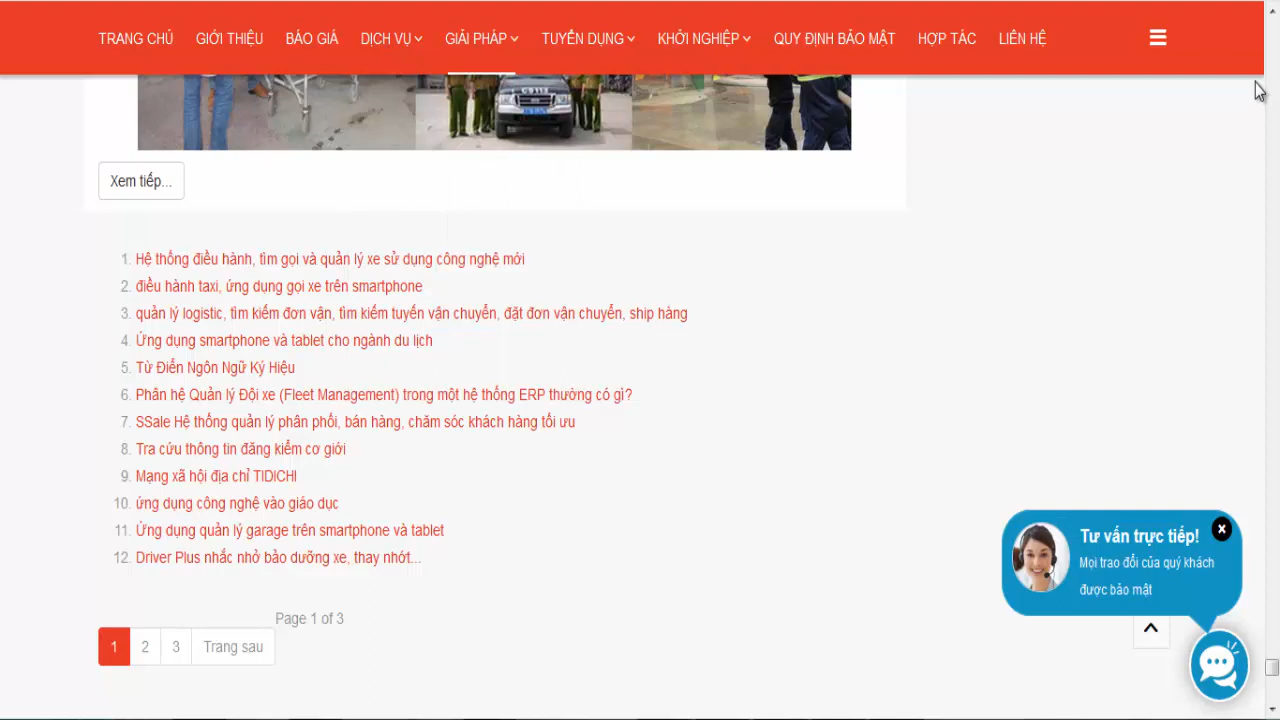 TRANG CHỦ GIỚI THIỆU BÁO GIÁ DỊCH VỤ GIẢI PHÁP TUYỂN DỤNG KHỞI NGHIỆP QUY ĐỊNH BẢO MẬT HỢP TÁC LIÊN HỆ
Xem tiếp...
1. Hệ thống điều hành, tìm gọi và quản lý xe sử dụng công nghệ mới
2. điều hành taxi, ứng dụng gọi xe trên smartphone
3. quản lý logistic, tìm kiếm đơn vận, tìm kiếm tuyến vận chuyển, đặt đơn vận chuyển, ship hàng
4. Ứng dụng smartphone và tablet cho ngành du lịch
5. Từ Điển Ngôn Ngữ Ký Hiệu
6. Phân hệ Quản lý Đội xe (Fleet Management) trong một hệ thống ERP thường có gì?
7. SSale Hệ thống quản lý phân phối, bán hàng, chăm sóc khách hàng tối ưu
8. Tra cứu thông tin đăng kiểm cơ giới
9. Mạng xã hội địa chỉ TIDICHI
10. ứng dụng công nghệ vào giáo dục
11. Ứng dụng quản lý garage trên smartphone và tablet
12. Driver Plus nhắc nhở bảo dưỡng xe, thay nhớt...
Tư vấn trực tiếp!
Mọi trao đổi của quý khách
được bảo mật
Page 1 of 3
1 2 3 Trang sau